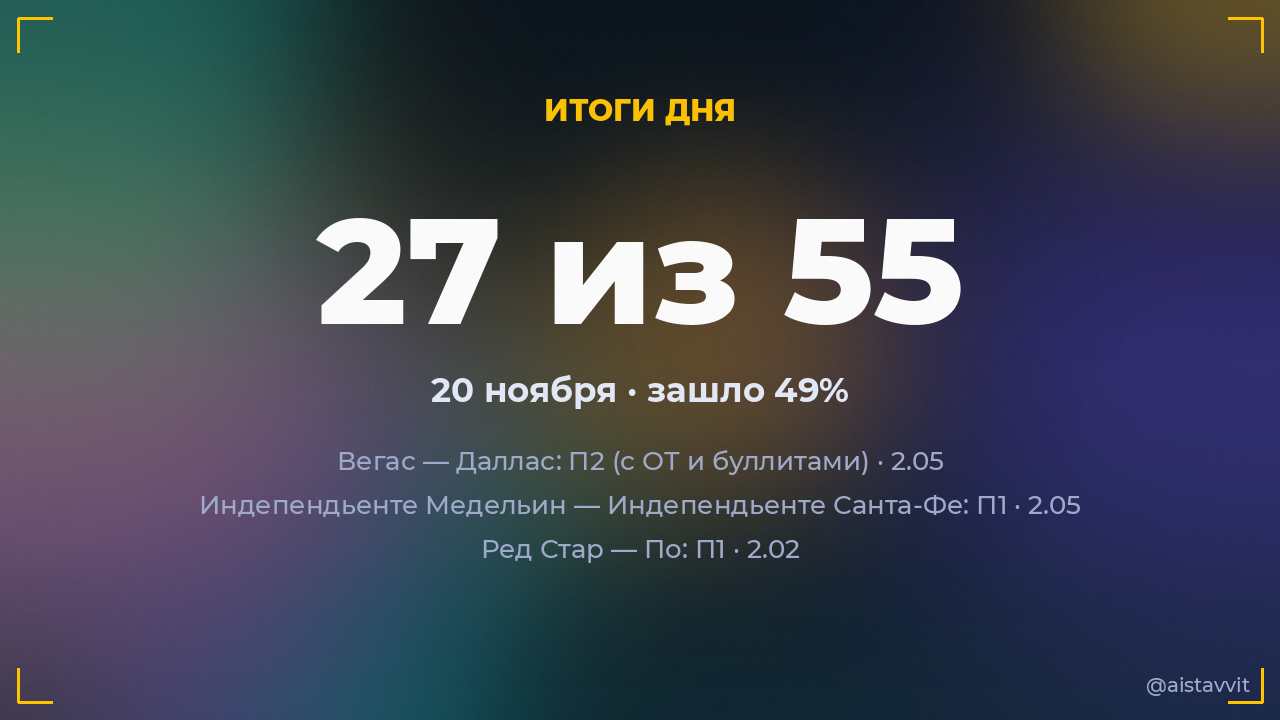 ИТОГИ ДНЯ
27 из 55
20 ноября · зашло 49%
Вегас — Даллас: П2 (с ОТ и буллитами) · 2.05
Индепендьенте Медельин — Индепендьенте Санта-Фе: П1 · 2.05
Ред Стар — По: П1 · 2.02
@aistavvit